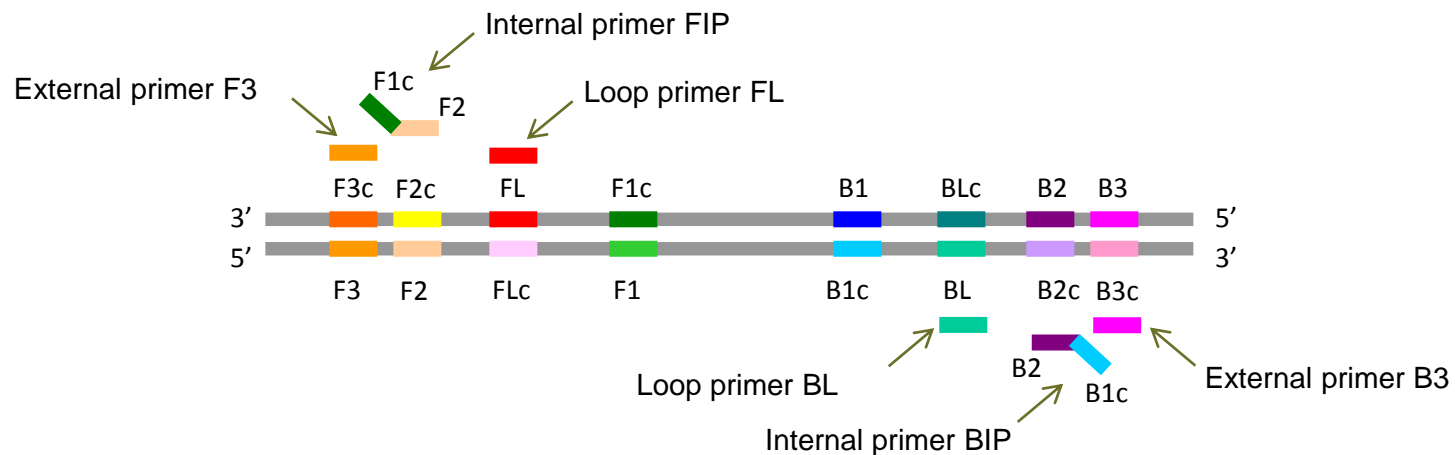 Internal primer FIP
External primer F3
F1c
F2
Loop primer FL
F3c F2c FL F1c B1 BLc B2 B3
3’ 5’
5’ 3’
F3 F2 FLc F1 B1c BL B2c B3c
Loop primer BL
B2
B1c
External primer B3
Internal primer BIP